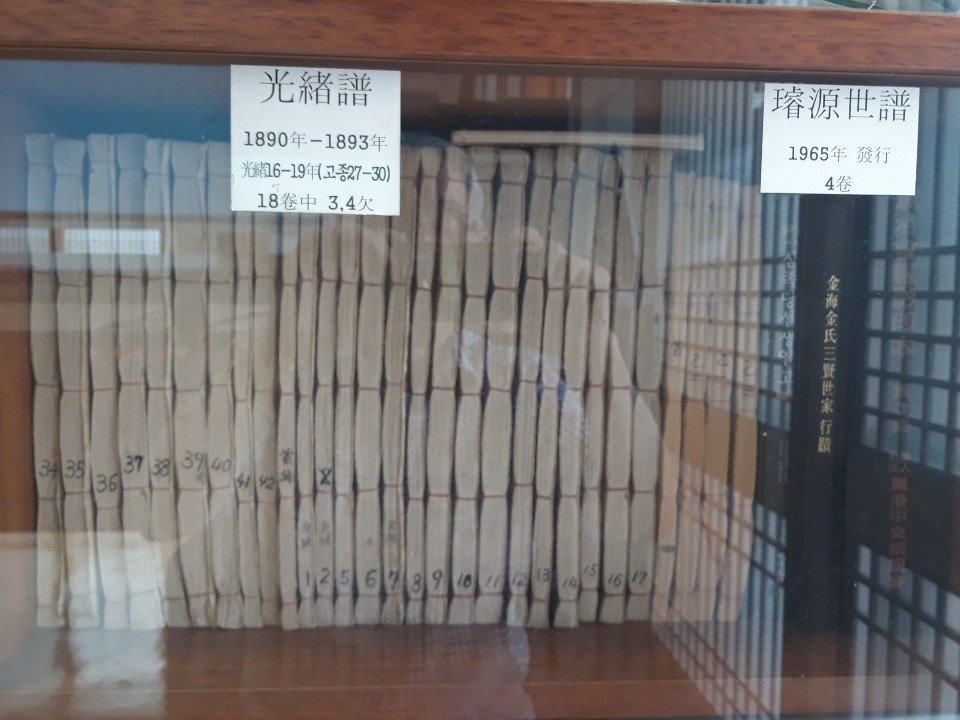 光緖譜
1890年-1893年
光緖16-19年(고종27-30)
18卷中 3,4欠
璿源世譜
1965年 發行
4卷
金海金氏三賢世家 行蹟
34 35 36 37 38 39 40 41 42
1 2 5 6 7 8 9 10 11 12 13 14 15 16 17